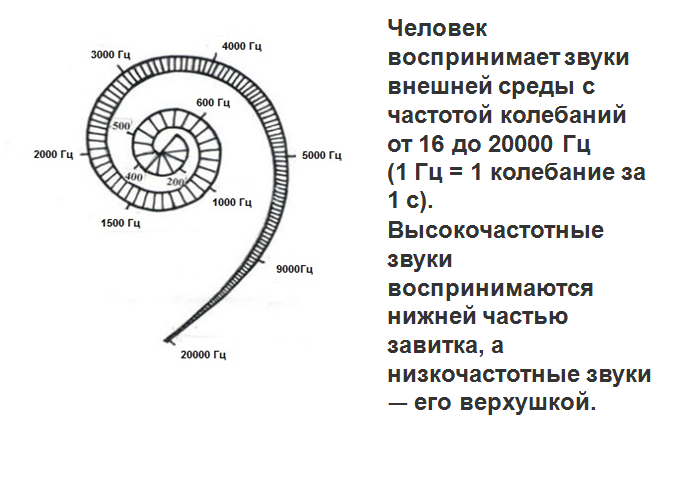 3000 Гц
4000 Гц
600 Гц
500
2000 Гц
5000 Гц
400
200
1000 Гц
1500 Гц
9000Гц
20000 Гц
Человек
воспринимает звуки
внешней среды с
частотой колебаний
от 16 до 20000 Гц
(1 Гц = 1 колебание за
1 с).
Высокочастотные
звуки
воспринимаются
нижней частью
завитка, а
низкочастотные звуки
— его верхушкой.